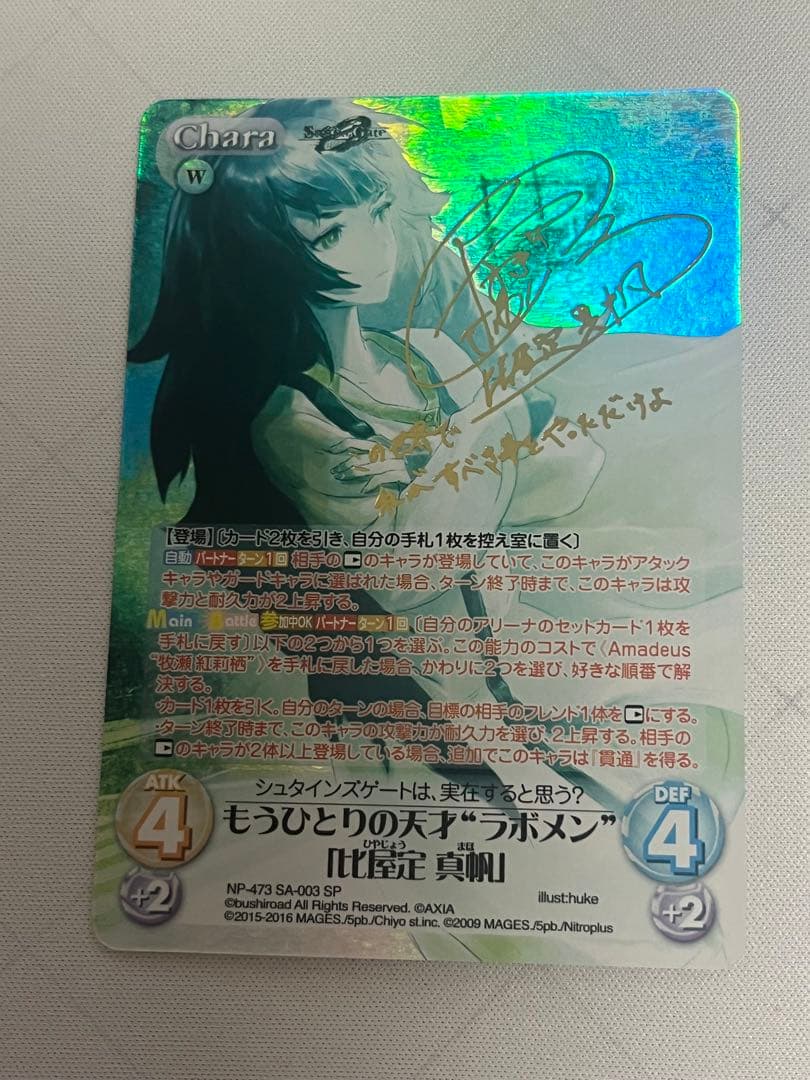 Chara
W
【登場】〔カード2枚を引き、自分の手札1枚を控え室に置く〕
自動 パートナー ターン1回 相手の のキャラが登場していて、このキャラがアタック
キャラやガードキャラに選ばれた場合、ターン終了時まで、このキャラは攻
撃力と耐久力が2上昇する。
Main Battle 参加中OK パートナー ターン1回 〔自分のアリーナのセットカード1枚を
手札に戻す〕以下の2つから1つを選ぶ。この能力のコストで〈Amadeus
“牧瀬 紅莉栖”〉を手札に戻した場合、かわりに2つを選び、好きな順番で解
決する。
・カード1枚を引く。自分のターンの場合、目標の相手のフレンド1体を にする。
・ターン終了時まで、このキャラの攻撃力か耐久力を選び、2上昇する。相手の
のキャラが2体以上登場している場合、追加でこのキャラは『貫通』を得る。
シュタインズゲートは、実在すると思う?
ATK
4
+2
もうひとりの天才“ラボメン”
ひやじょう まほ
「比屋定 真帆」
DEF
4
+2
NP-473 SA-003 SP
illust:huke
©bushiroad All Rights Reserved. ©AXIA
©2015-2016 MAGES./5pb./Chiyo st.inc. ©2009 MAGES./5pb./Nitroplus